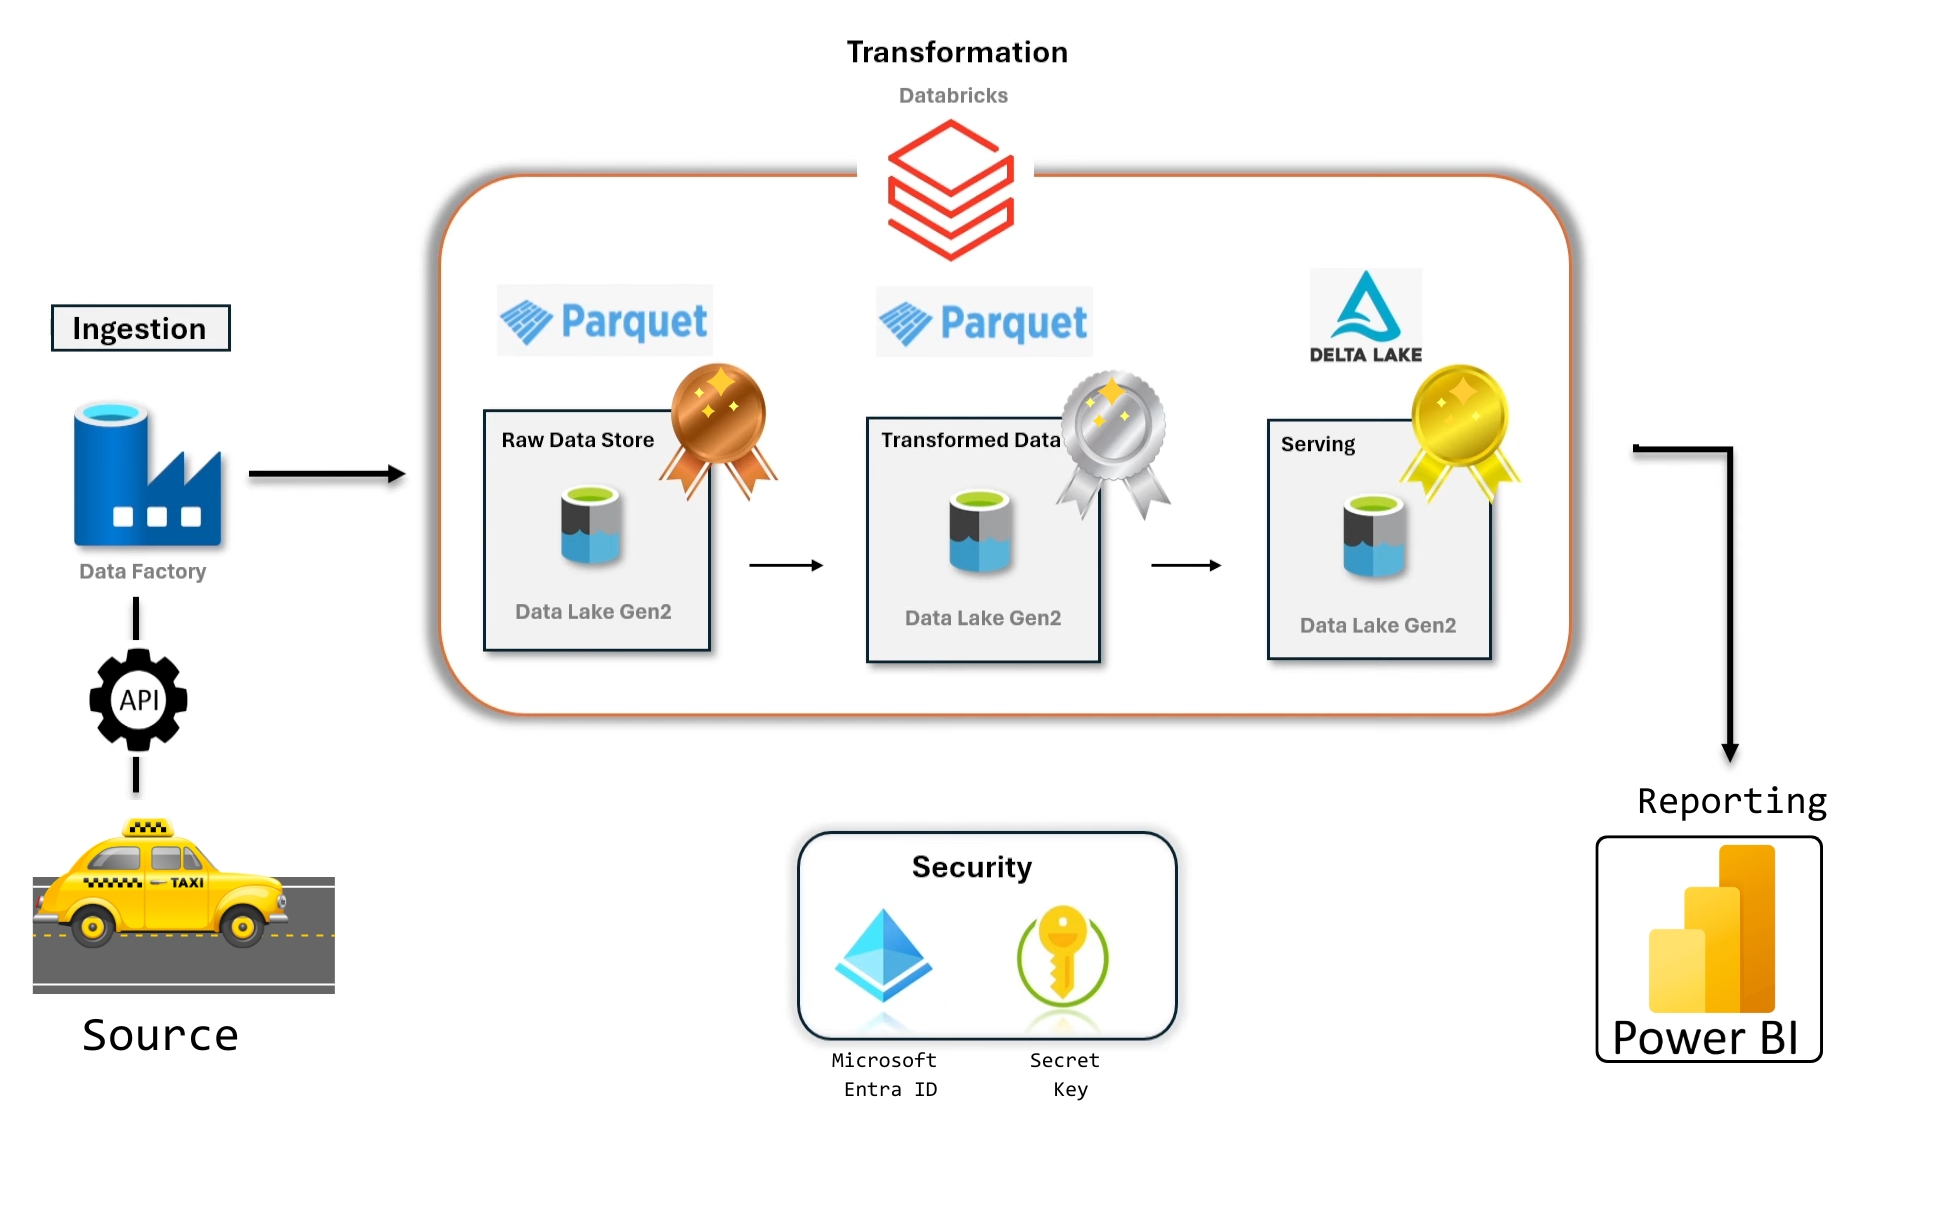 Transformation
Databricks
Ingestion
Parquet
Parquet
DELTA LAKE
Raw Data Store
Transformed Data
Serving
Data Factory
Data Lake Gen2
Data Lake Gen2
Data Lake Gen2
API
TAXI
Source
Security
Microsoft
Entra ID
Secret
Key
Reporting
Power BI